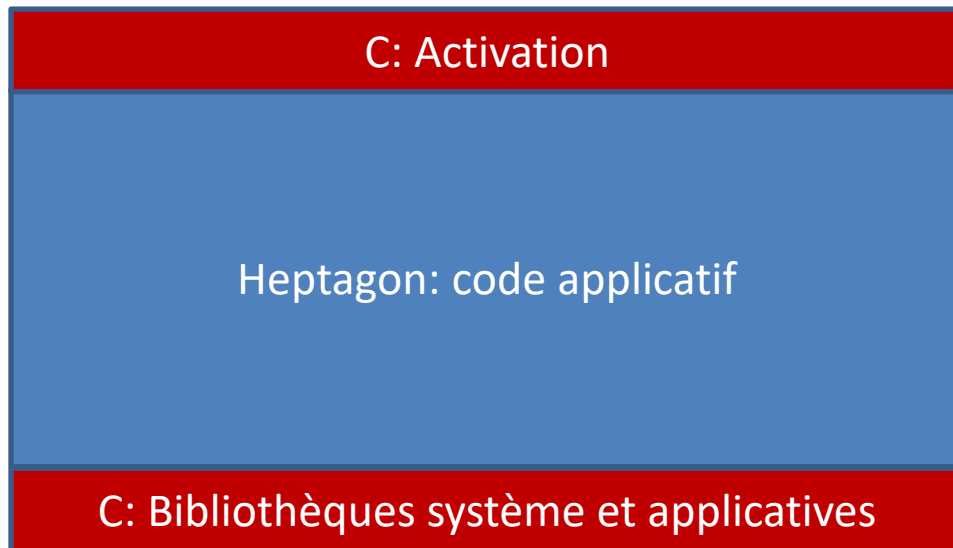 C: Activation
Heptagon: code applicatif
C: Bibliothèques système et applicatives